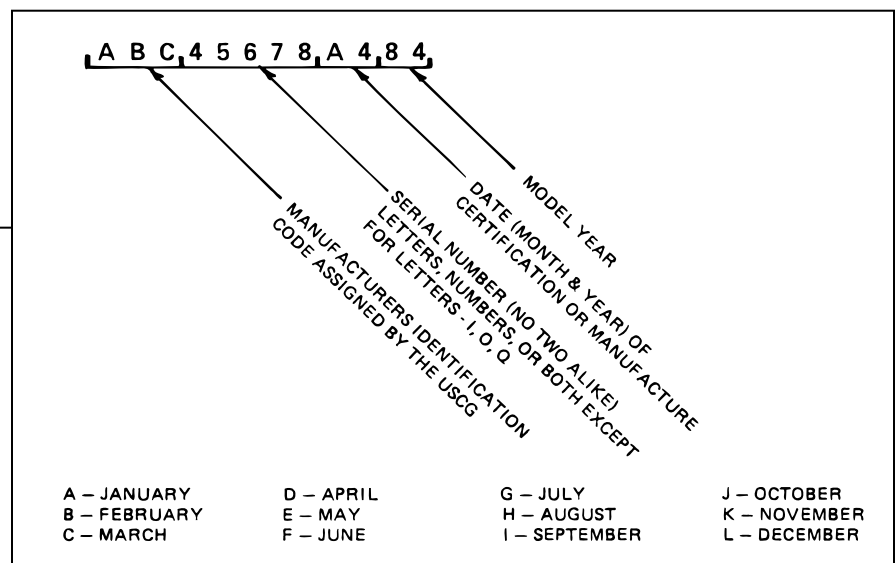 A B C 4 5 6 7 8 A 4 8 4
MODEL YEAR
DATE (MONTH & YEAR) OF
CERTIFICATION OR MANUFACTURE
SERIAL NUMBER (NO TWO ALIKE)
LETTERS, NUMBERS, OR BOTH EXCEPT
FOR LETTERS - I, O, Q
MANUFACTURERS IDENTIFICATION
CODE ASSIGNED BY THE USCG
A – JANUARY D – APRIL G – JULY J – OCTOBER
B – FEBRUARY E – MAY H – AUGUST K – NOVEMBER
C – MARCH F – JUNE I – SEPTEMBER L – DECEMBER